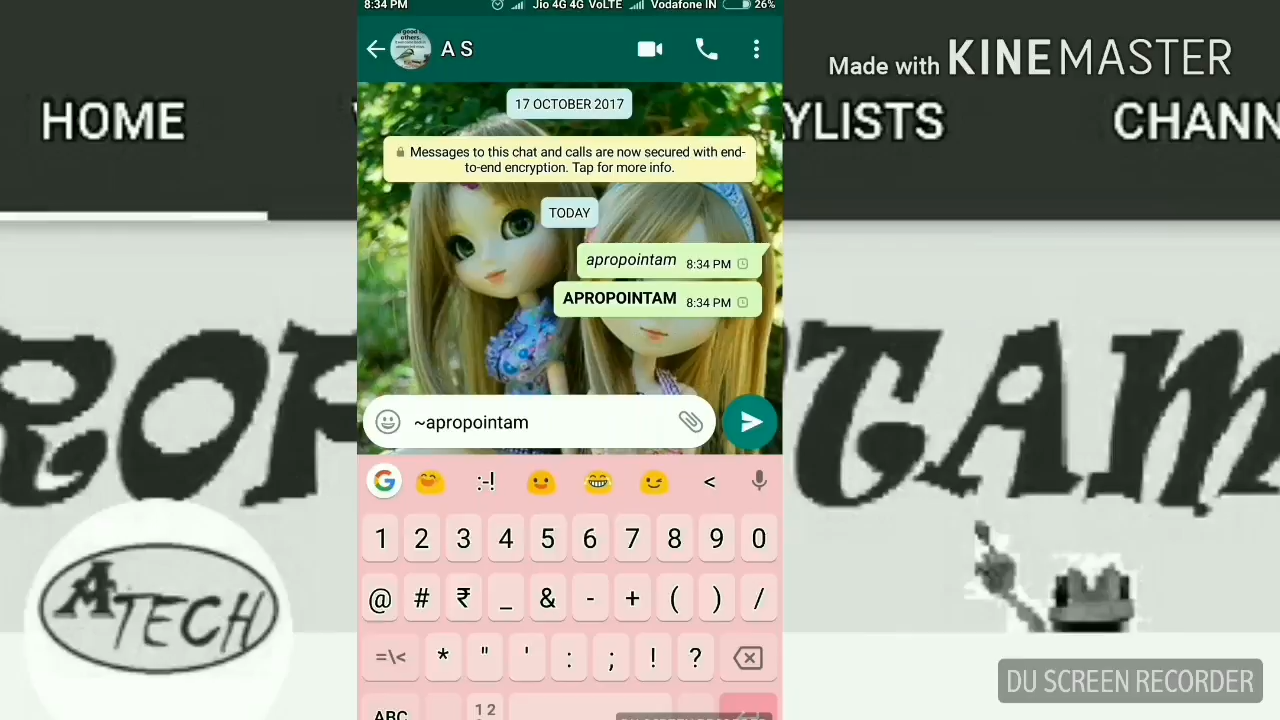 8:34 PM
Jio 4G 4G VoLTE
Vodafone IN
26%
Made with KINEMASTER
A S
HOME
YLISTS
CHANN
17 OCTOBER 2017
Messages to this chat and calls are now secured with end-
to-end encryption. Tap for more info.
TODAY
apropointam 8:34 PM
APROPOINTAM 8:34 PM
ROP
TAM
~apropointam
G :-! <
1 2 3 4 5 6 7 8 9 0
@ # ₹ _ & - + ( ) /
=\< * " ' : ; ! ?
ABC
1 2
A TECH
DU SCREEN RECORDER